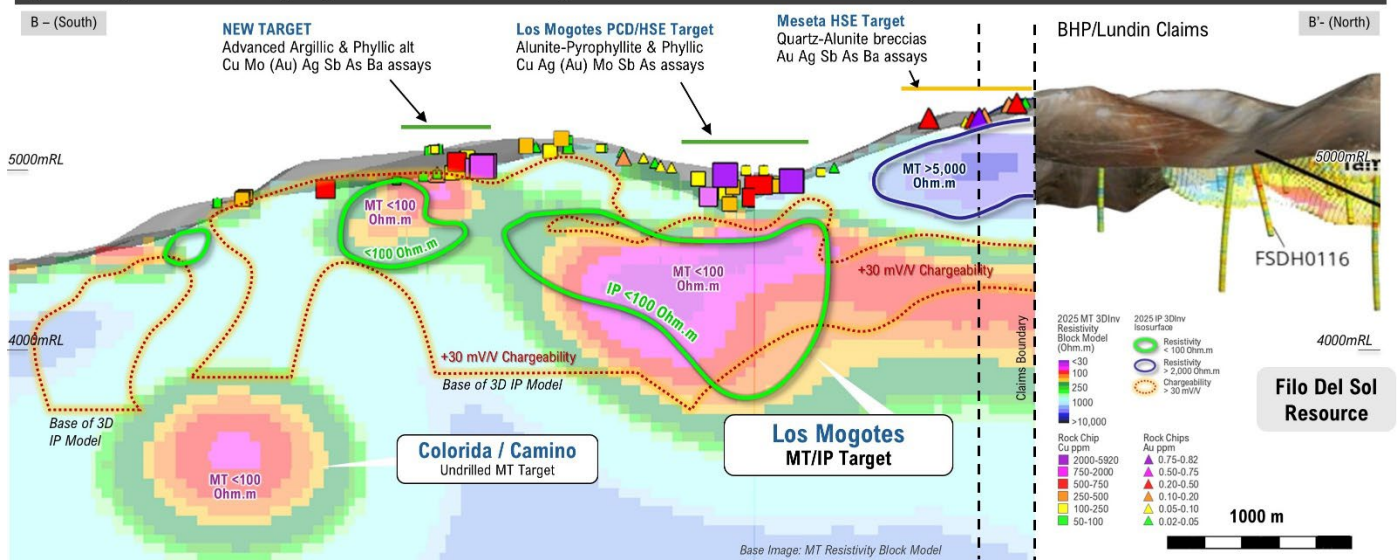 B – (South)
NEW TARGET
Advanced Argillic & Phyllic alt
Cu Mo (Au) Ag Sb As Ba assays
Los Mogotes PCD/HSE Target
Alunite-Pyrophyllite & Phyllic
Cu Ag (Au) Mo Sb As assays
Meseta HSE Target
Quartz-Alunite breccias
Au Ag Sb As Ba assays
BHP/Lundin Claims
B'- (North)
5000mRL
4000mRL
MT <100
Ohm.m
<100 Ohm.m
MT <100
Ohm.m
IP <100 Ohm.m
MT >5,000
Ohm.m
+30 mV/V Chargeability
+30 mV/V Chargeability
Base of 3D IP Model
Base of 3D
IP Model
MT <100
Ohm.m
Colorida / Camino
Undrilled MT Target
Los Mogotes
MT/IP Target
Claims Boundary
Base Image: MT Resistivity Block Model
5000mRL
FSDH0116
4000mRL
Filo Del Sol
Resource
2025 MT 3DInv
Resistivity
Block Model
(Ohm.m)
<30
100
250
1000
>10,000
2025 IP 3DInv
Isosurface
Resistivity
< 100 Ohm.m
Resistivity
> 2,000 Ohm.m
Chargeability
> 30 mV/V
Rock Chip
Cu ppm
2000-5920
750-2000
500-750
250-500
100-250
50-100
Rock Chips
Au ppm
0.75-0.82
0.50-0.75
0.20-0.50
0.10-0.20
0.05-0.10
0.02-0.05
1000 m